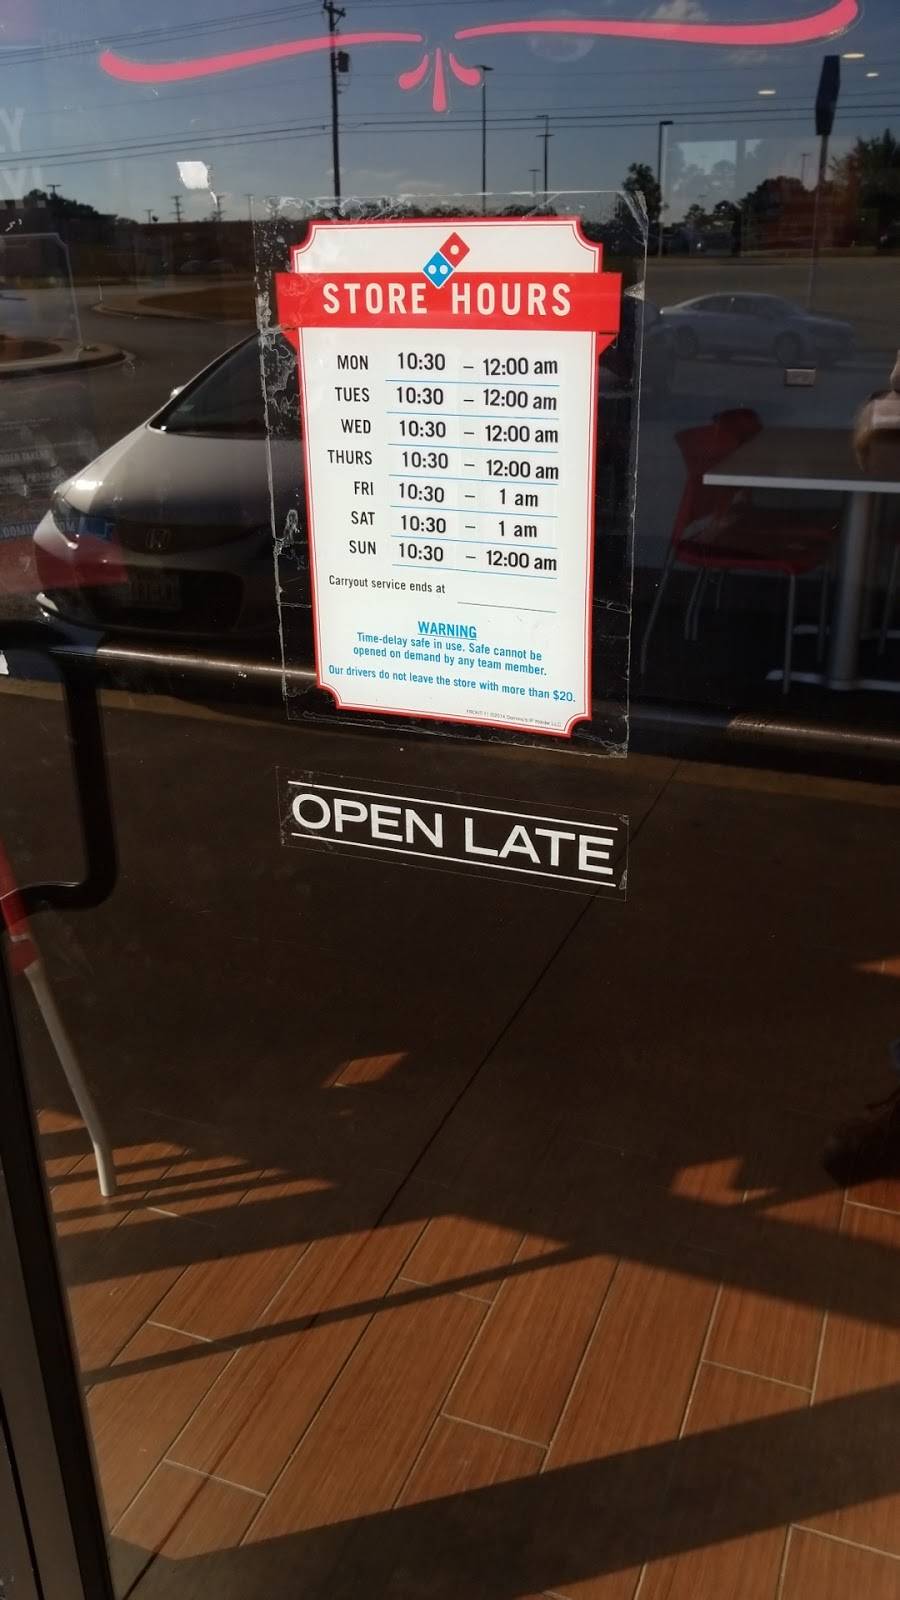 STORE HOURS
MON 10:30 – 12:00 am
TUES 10:30 – 12:00 am
WED 10:30 – 12:00 am
THURS 10:30 – 12:00 am
FRI 10:30 – 1 am
SAT 10:30 – 1 am
SUN 10:30 – 12:00 am
Carryout service ends at
WARNING
Time-delay safe in use. Safe cannot be
opened on demand by any team member.
Our drivers do not leave the store with more than $20.
OPEN LATE